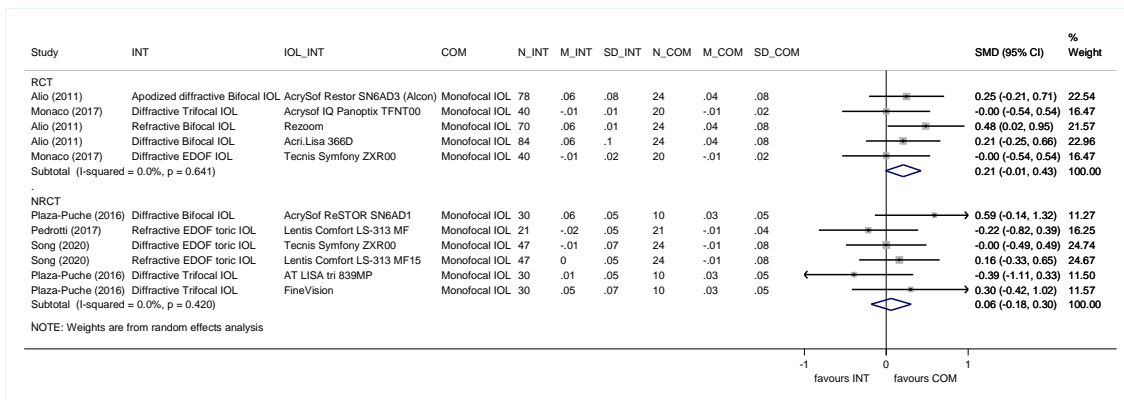 %
Study INT IOL_INT COM N_INT M_INT SD_INT N_COM M_COM SD_COM SMD (95% CI) Weight
RCT
Alio (2011) Apodized diffractive Bifocal IOL AcrySof Restor SN6AD3 (Alcon) Monofocal IOL 78 .06 .08 24 .04 .08 0.25 (-0.21, 0.71) 22.54
Monaco (2017) Diffractive Trifocal IOL Acrysof IQ Panoptix TFNT00 Monofocal IOL 40 -.01 .01 20 -.01 .02 -0.00 (-0.54, 0.54) 16.47
Alio (2011) Refractive Bifocal IOL Rezoom Monofocal IOL 70 .06 .01 24 .04 .08 0.48 (0.02, 0.95) 21.57
Alio (2011) Diffractive Bifocal IOL Acri.Lisa 366D Monofocal IOL 84 .06 .1 24 .04 .08 0.21 (-0.25, 0.66) 22.96
Monaco (2017) Diffractive EDOF IOL Tecnis Symfony ZXR00 Monofocal IOL 40 -.01 .02 20 -.01 .02 -0.00 (-0.54, 0.54) 16.47
Subtotal (I-squared = 0.0%, p = 0.641) 0.21 (-0.01, 0.43) 100.00
.
NRCT
Plaza-Puche (2016) Diffractive Bifocal IOL AcrySof ReSTOR SN6AD1 Monofocal IOL 30 .06 .05 10 .03 .05 0.59 (-0.14, 1.32) 11.27
Pedrotti (2017) Refractive EDOF toric IOL Lentis Comfort LS-313 MF Monofocal IOL 21 -.02 .05 21 -.01 .04 -0.22 (-0.82, 0.39) 16.25
Song (2020) Diffractive EDOF toric IOL Tecnis Symfony ZXR00 Monofocal IOL 47 -.01 .07 24 -.01 .08 -0.00 (-0.49, 0.49) 24.74
Song (2020) Refractive EDOF toric IOL Lentis Comfort LS-313 MF15 Monofocal IOL 47 0 .07 24 -.01 .08 0.16 (-0.33, 0.65) 24.67
Plaza-Puche (2016) Diffractive Trifocal IOL AT LISA tri 839MP Monofocal IOL 30 .01 .05 10 .03 .05 -0.39 (-1.11, 0.33) 11.50
Plaza-Puche (2016) Diffractive Trifocal IOL FineVision Monofocal IOL 30 .05 .07 10 .03 .05 0.30 (-0.42, 1.02) 11.57
Subtotal (I-squared = 0.0%, p = 0.420) 0.06 (-0.18, 0.30) 100.00
NOTE: Weights are from random effects analysis
-1 0 1
favours INT favours COM